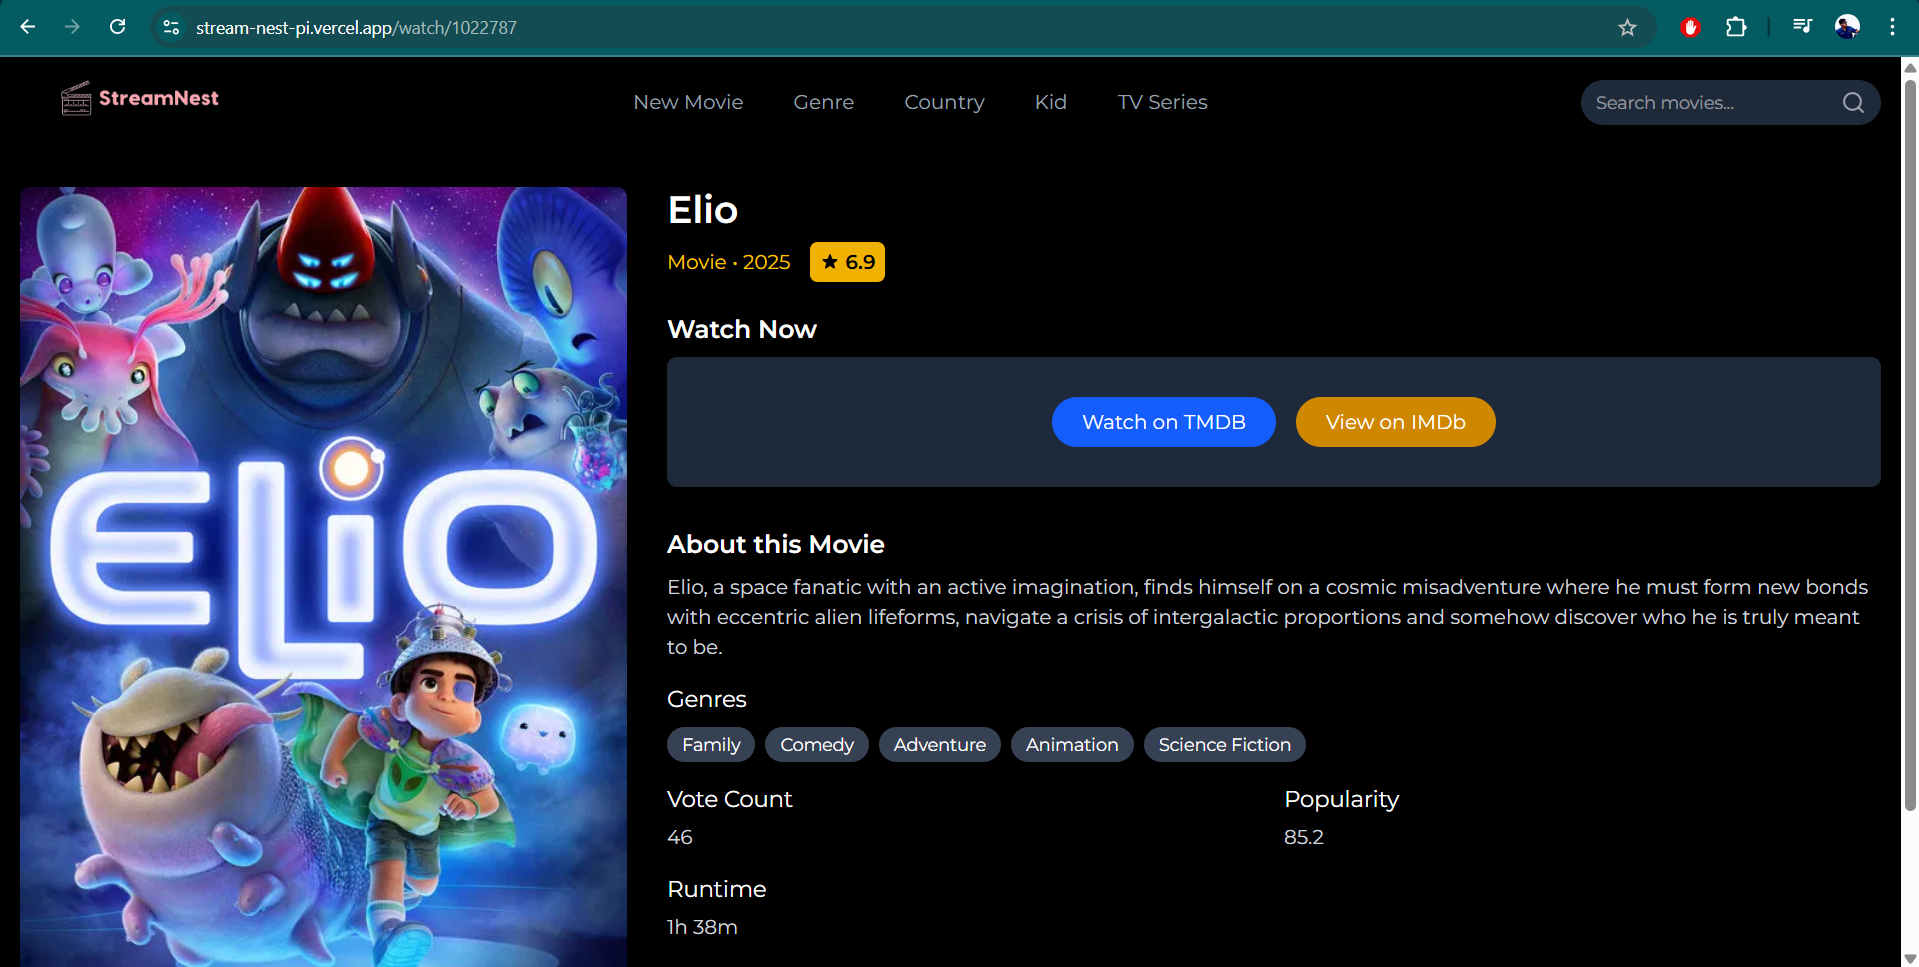 stream-nest-pi.vercel.app/watch/1022787
StreamNest
New Movie
Genre
Country
Kid
TV Series
Search movies...
ELiO
Elio
Movie • 2025
★ 6.9
Watch Now
Watch on TMDB
View on IMDb
About this Movie
Elio, a space fanatic with an active imagination, finds himself on a cosmic misadventure where he must form new bonds
with eccentric alien lifeforms, navigate a crisis of intergalactic proportions and somehow discover who he is truly meant
to be.
Genres
Family
Comedy
Adventure
Animation
Science Fiction
Vote Count
46
Popularity
85.2
Runtime
1h 38m